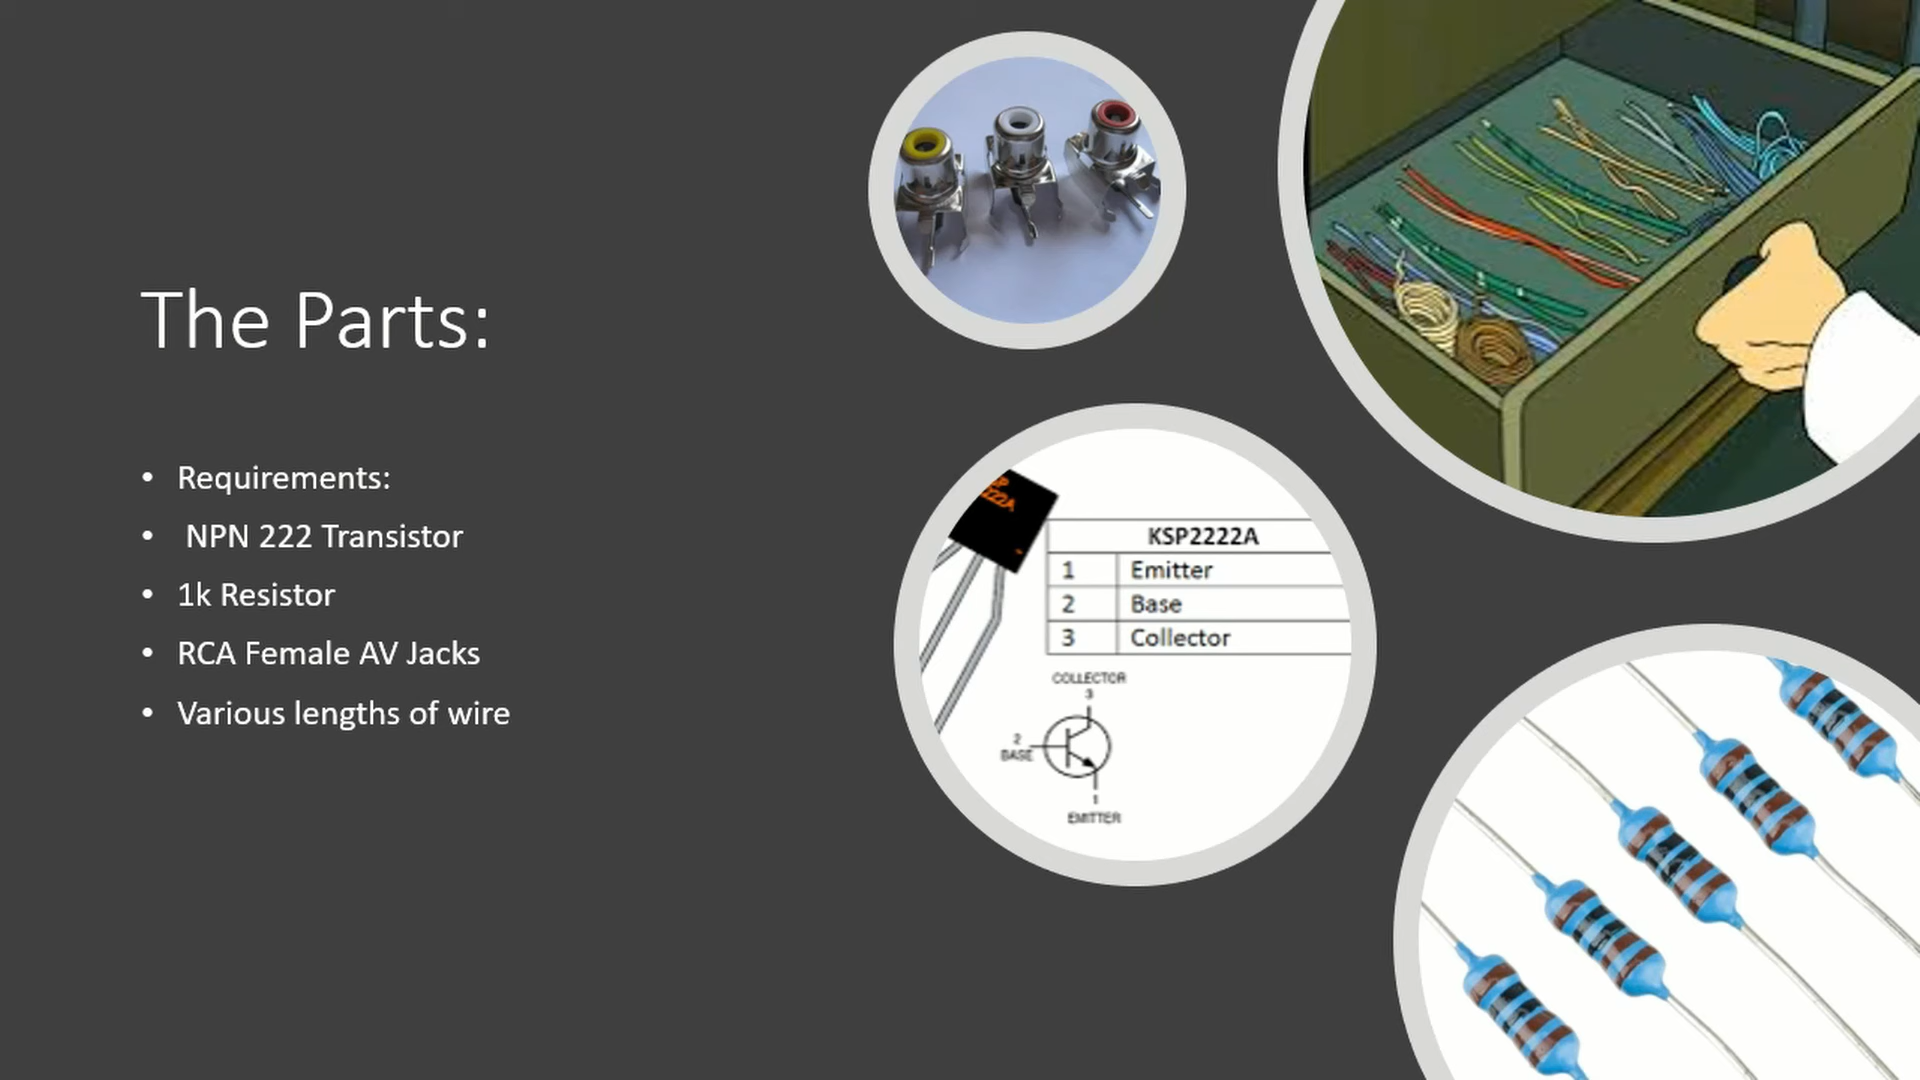 The Parts:
• Requirements:
• NPN 222 Transistor
• 1k Resistor
• RCA Female AV Jacks
• Various lengths of wire
KSP2222A
1 Emitter
2 Base
3 Collector
COLLECTOR
3
2
BASE
1
EMITTER